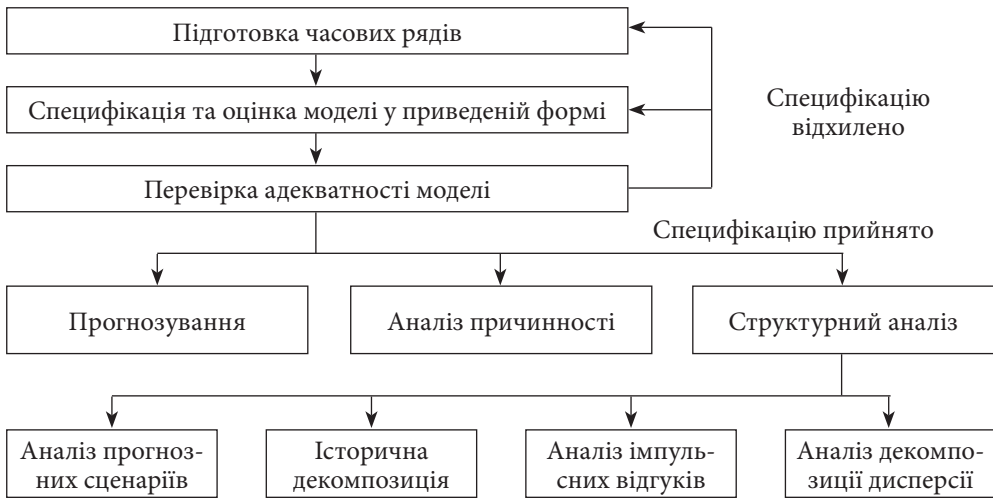 Підготовка часових рядів
Специфікація та оцінка моделі у приведеній формі
Специфікацію
відхилено
Перевірка адекватності моделі
Специфікацію прийнято
Прогнозування
Аналіз причинності
Структурний аналіз
Аналіз прогноз-
них сценаріїв
Історична
декомпозиція
Аналіз імпуль-
сних відгуків
Аналіз декомпо-
зиції дисперсії